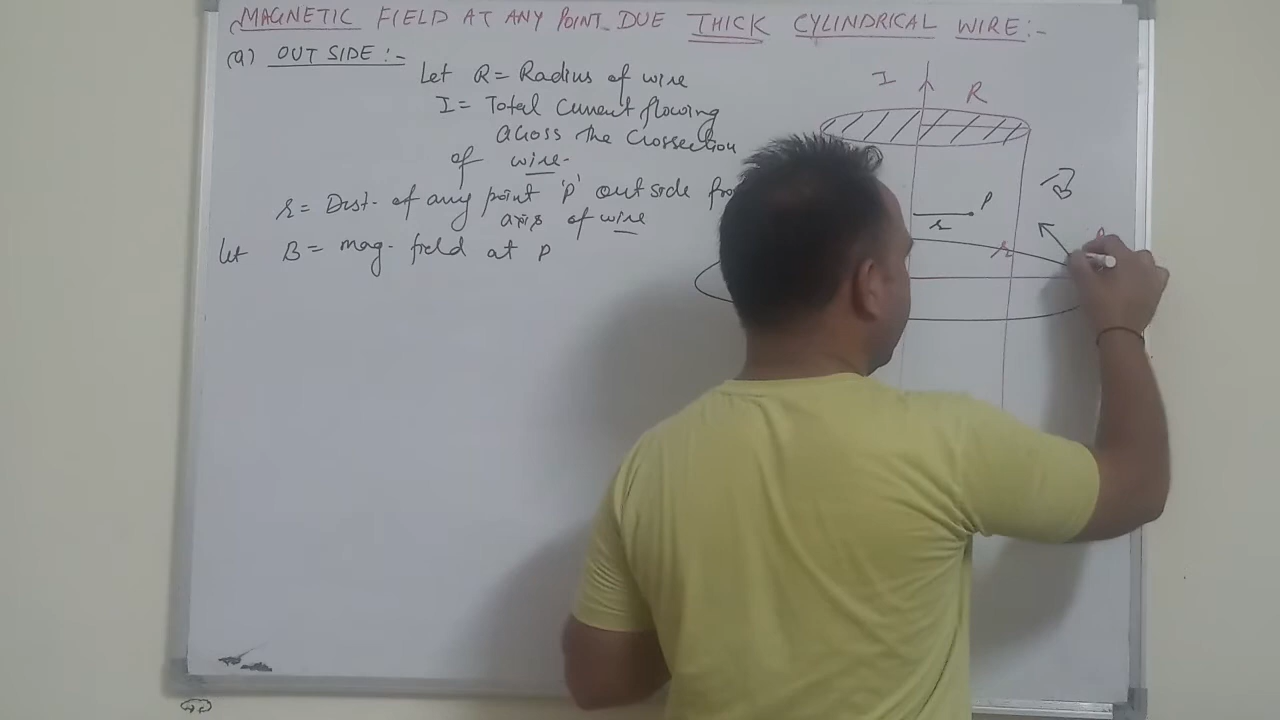 MAGNETIC FIELD AT ANY POINT DUE THICK CYLINDRICAL WIRE:-
(a) OUT SIDE:-
Let R= Radius of wire
I= Total Current flowing
across the Crossection
of wire-
r= Dist. of any point 'P' out side from
axis of wire
let B= mag- field at P
I
R
B
P
r
r